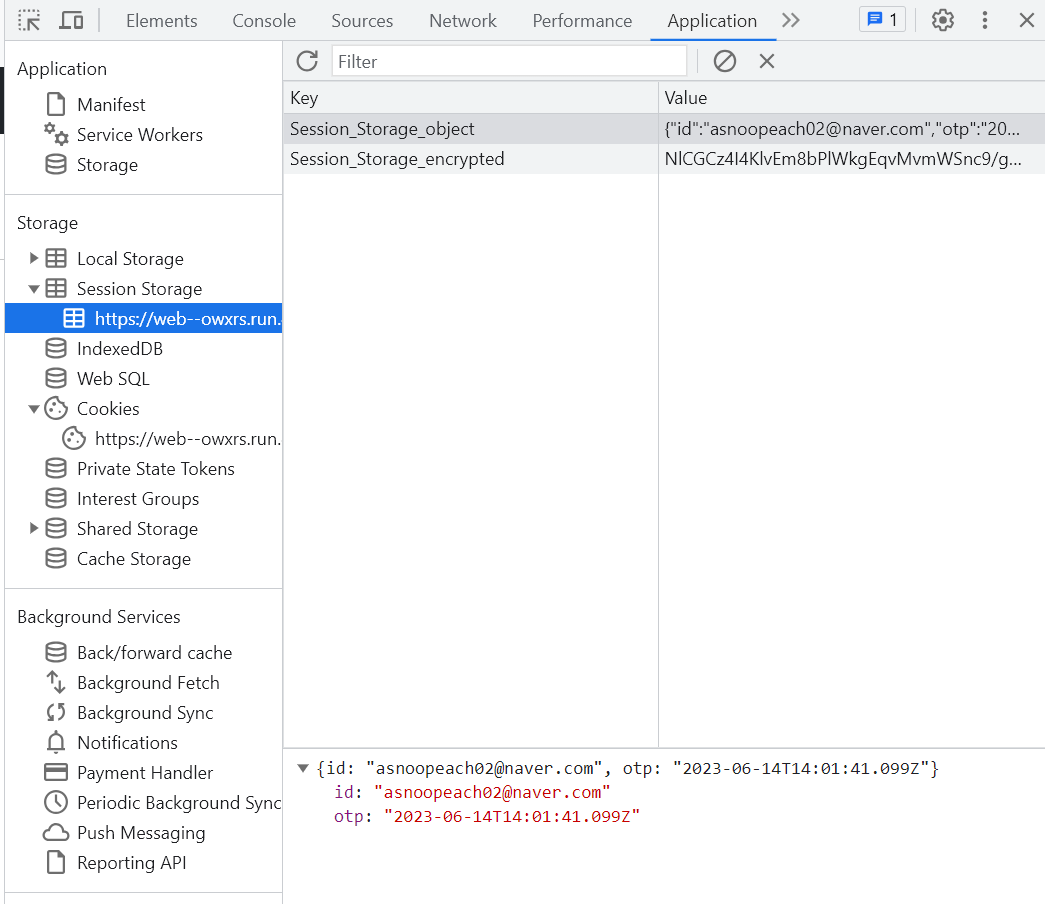 Elements Console Sources Network Performance Application 1
Application
Manifest
Service Workers
Storage
Storage
Local Storage
Session Storage
https://web--owxrs.run.
IndexedDB
Web SQL
Cookies
https://web--owxrs.run.
Private State Tokens
Interest Groups
Shared Storage
Cache Storage
Background Services
Back/forward cache
Background Fetch
Background Sync
Notifications
Payment Handler
Periodic Background Sync
Push Messaging
Reporting API
Filter
Key Value
Session_Storage_object {"id":"asnoopeach02@naver.com","otp":"20...
Session_Storage_encrypted NlCGCz4I4KlvEm8bPlWkgEqvMvmWSnc9/g...
{id: "asnoopeach02@naver.com", otp: "2023-06-14T14:01:41.099Z"}
id: "asnoopeach02@naver.com"
otp: "2023-06-14T14:01:41.099Z"